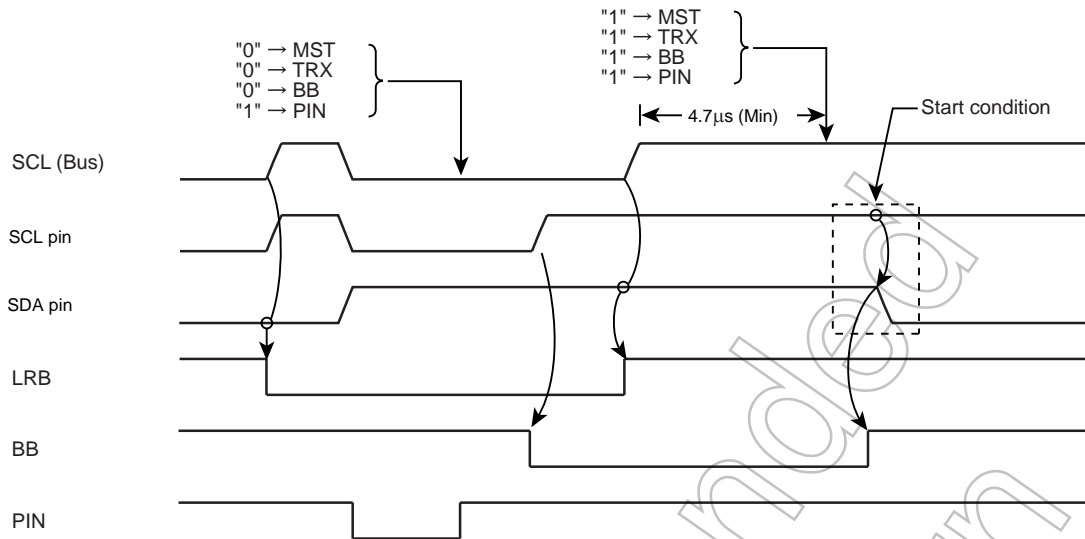 "0" → MST
"0" → TRX
"0" → BB
"1" → PIN
"1" → MST
"1" → TRX
"1" → BB
"1" → PIN
4.7μs (Min)
Start condition
SCL (Bus)
SCL pin
SDA pin
LRB
BB
PIN